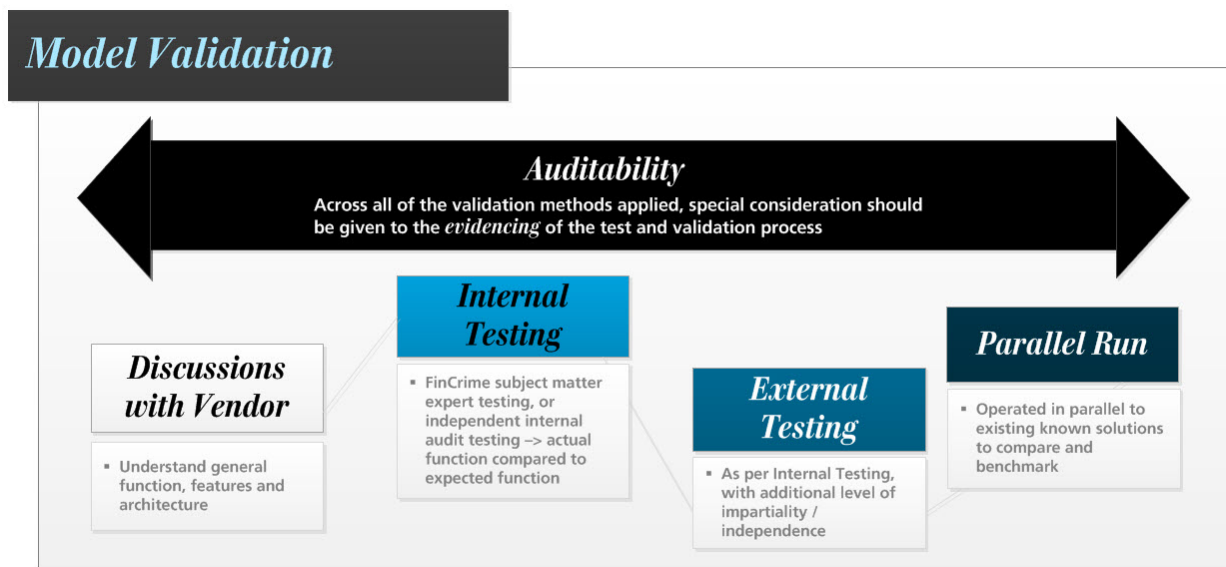 Model Validation
Auditability
Across all of the validation methods applied, special consideration should
be given to the evidencing of the test and validation process
Discussions
with Vendor
▪ Understand general
function, features and
architecture
Internal
Testing
▪ FinCrime subject matter
expert testing, or
independent internal
audit testing –> actual
function compared to
expected function
External
Testing
▪ As per Internal Testing,
with additional level of
impartiality /
independence
Parallel Run
▪ Operated in parallel to
existing known solutions
to compare and
benchmark